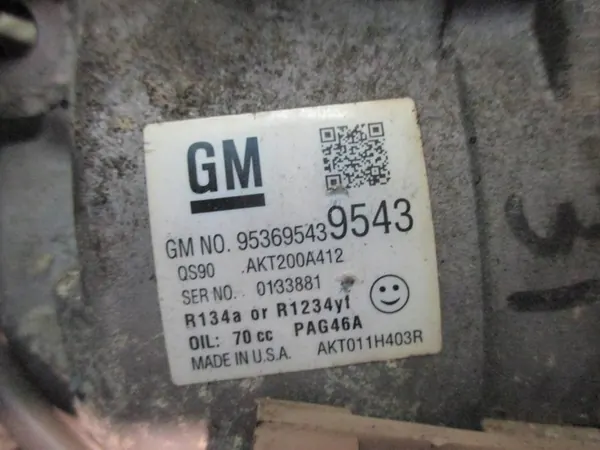 GM
GM NO. 95369543 9543
QS90 AKT200A412
SER NO. 0133881
R134a or R1234yf
OIL: 70 cc PAG46A
MADE IN U.S.A. AKT011H403R